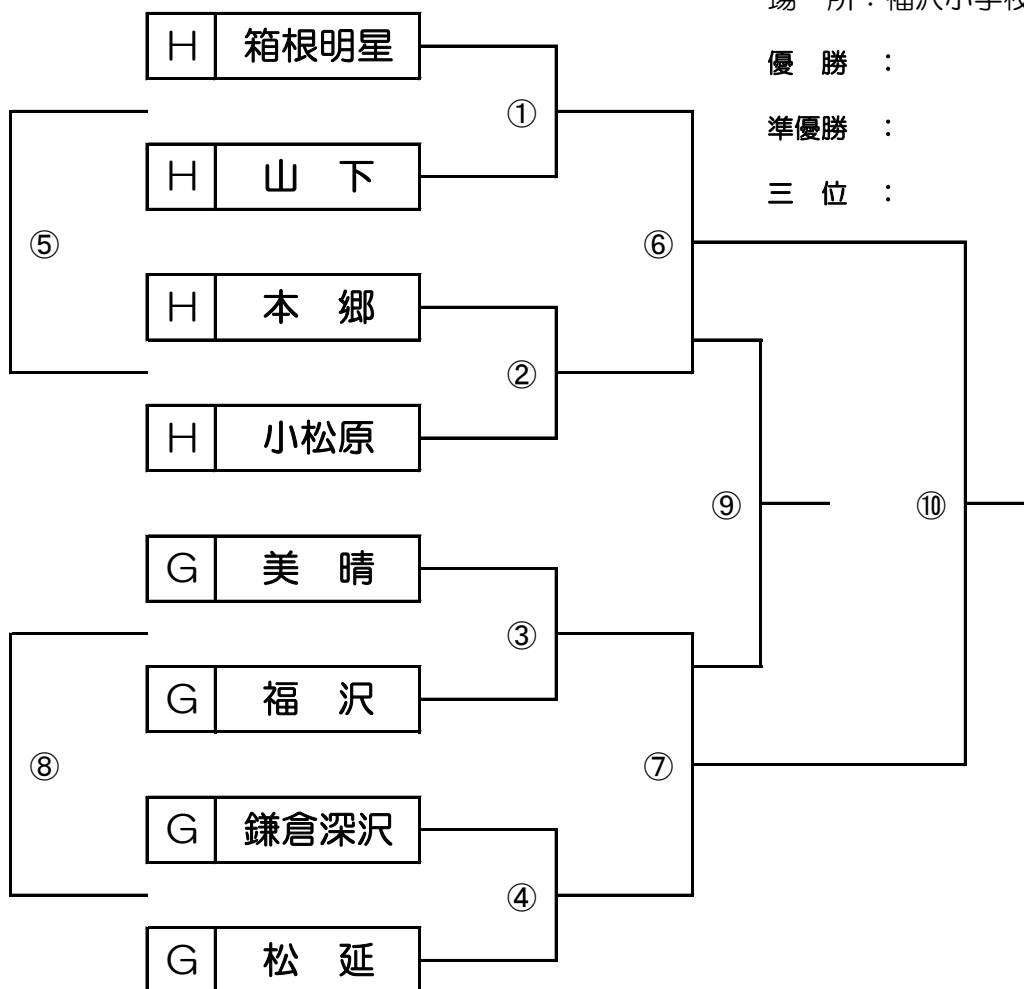 場 所：福沢小学校
H 箱根明星
優 勝 ：
①
準優勝 ：
H 山 下
三 位 ：
⑤
⑥
H 本 郷
②
H 小松原
⑨
⑩
G 美 晴
③
G 福 沢
⑧
⑦
G 鎌倉深沢
④
G 松 延